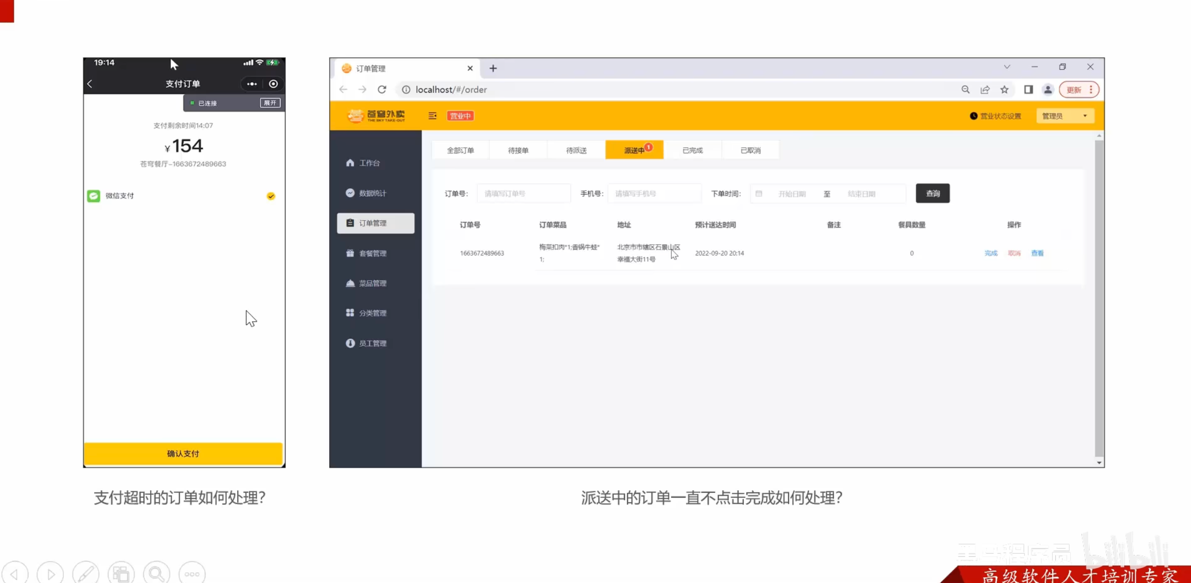 19:14
支付订单
已连接
展开
支付剩余时间14:07
¥154
苍穹餐厅-1663672489663
微信支付
确认支付
支付超时的订单如何处理?
订单管理
localhost/#/order
更新
苍穹外卖
THE SKY TAKE-OUT
营业中
营业状态设置
管理员
工作台
数据统计
订单管理
套餐管理
菜品管理
分类管理
员工管理
全部订单 待接单 待派送 派送中 1 已完成 已取消
订单号: 请填写订单号 手机号: 请填写手机号 下单时间: 开始日期 至 结束日期 查询
订单号 订单菜品 地址 预计送达时间 备注 餐具数量 操作
1663672489663 梅菜扣肉*1;香锅牛蛙*1; 北京市市辖区石景山区幸福大街11号 2022-09-20 20:14 0 完成 取消 查看
派送中的订单一直不点击完成如何处理?
bilibili
高级软件人才培训专家